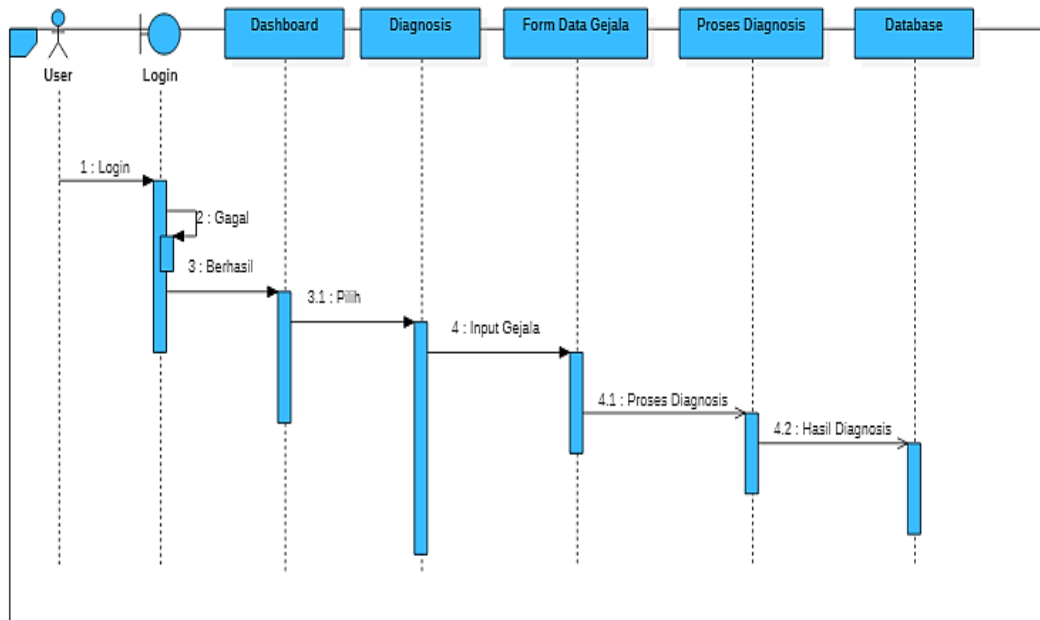 Dashboard
Diagnosis
Form Data Gejala
Proses Diagnosis
Database
User
Login
1 : Login
2 : Gagal
3 : Berhasil
3.1 : Pilih
4 : Input Gejala
4.1 : Proses Diagnosis
4.2 : Hasil Diagnosis